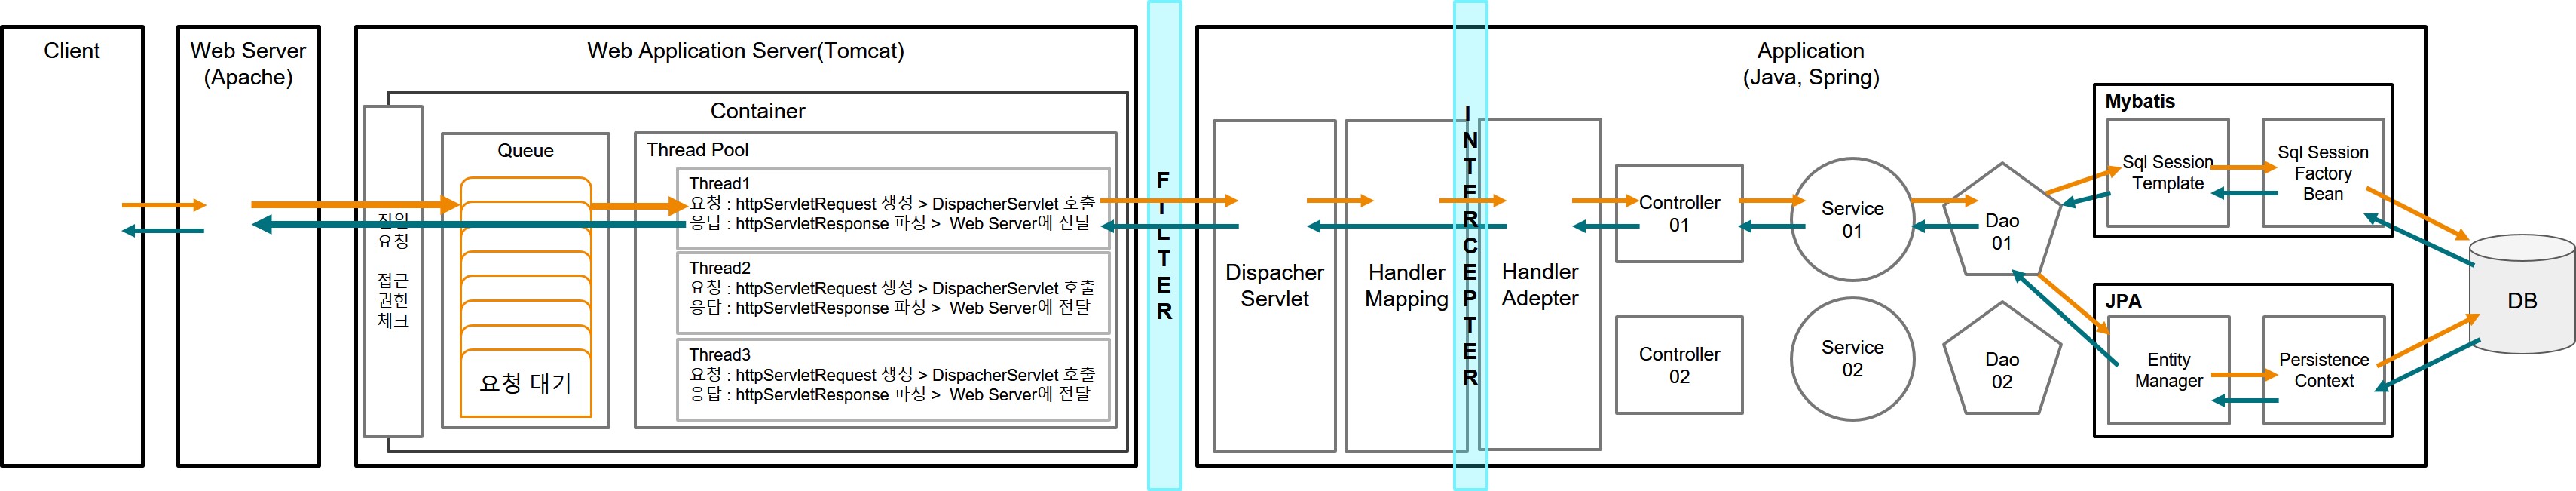 Client
Web Server
(Apache)
Web Application Server(Tomcat)
Container
진입
요청
접근
권한
체크
Queue
요청 대기
Thread Pool
Thread1
요청 : httpServletRequest 생성 > DispacherServlet 호출
응답 : httpServletResponse 파싱 > Web Server에 전달
Thread2
요청 : httpServletRequest 생성 > DispacherServlet 호출
응답 : httpServletResponse 파싱 > Web Server에 전달
Thread3
요청 : httpServletRequest 생성 > DispacherServlet 호출
응답 : httpServletResponse 파싱 > Web Server에 전달
FILTER
Application
(Java, Spring)
Dispacher
Servlet
Handler
Mapping
INTERCEPTER
Handler
Adepter
Controller
01
Controller
02
Service
01
Service
02
Dao
01
Dao
02
Mybatis
Sql Session
Template
Sql Session
Factory
Bean
JPA
Entity
Manager
Persistence
Context
DB